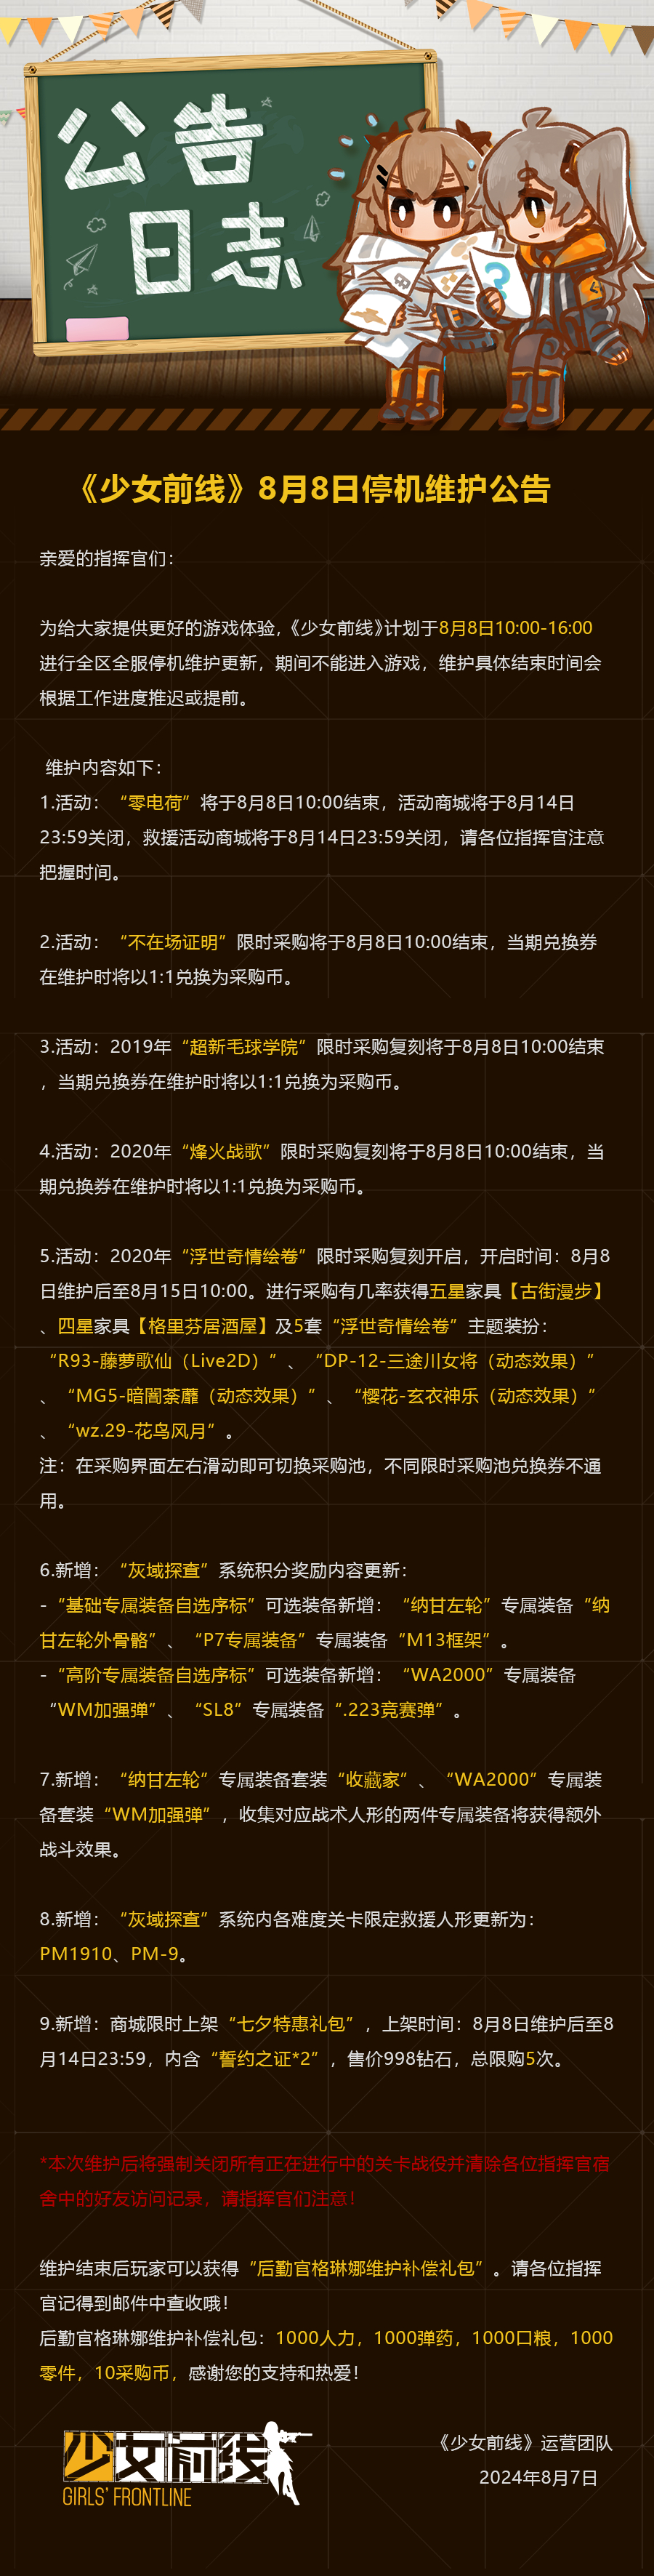 公告
日志
《少女前线》8月8日停机维护公告
亲爱的指挥官们：
为给大家提供更好的游戏体验，《少女前线》计划于8月8日10:00-16:00
进行全区全服停机维护更新，期间不能进入游戏，维护具体结束时间会
根据工作进度推迟或提前。
维护内容如下：
1.活动：“零电荷”将于8月8日10:00结束，活动商城将于8月14日
23:59关闭，救援活动商城将于8月14日23:59关闭，请各位指挥官注意
把握时间。
2.活动：“不在场证明”限时采购将于8月8日10:00结束，当期兑换券
在维护时将以1:1兑换为采购币。
3.活动：2019年“超新毛球学院”限时采购复刻将于8月8日10:00结束
，当期兑换券在维护时将以1:1兑换为采购币。
4.活动：2020年“烽火战歌”限时采购复刻将于8月8日10:00结束，当
期兑换券在维护时将以1:1兑换为采购币。
5.活动：2020年“浮世奇情绘卷”限时采购复刻开启，开启时间：8月8
日维护后至8月15日10:00。进行采购有几率获得五星家具【古街漫步】
、四星家具【格里芬居酒屋】及5套“浮世奇情绘卷”主题装扮：
“R93-藤萝歌仙（Live2D）”、“DP-12-三途川女将（动态效果）”
、“MG5-暗闇荼蘼（动态效果）”、“樱花-玄衣神乐（动态效果）”
、“wz.29-花鸟风月”。
注：在采购界面左右滑动即可切换采购池，不同限时采购池兑换券不通
用。
6.新增：“灰域探查”系统积分奖励内容更新：
-“基础专属装备自选序标”可选装备新增：“纳甘左轮”专属装备“纳
甘左轮外骨骼”、“P7专属装备”专属装备“M13框架”。
-“高阶专属装备自选序标”可选装备新增：“WA2000”专属装备
“WM加强弹”、“SL8”专属装备“.223竞赛弹”。
7.新增：“纳甘左轮”专属装备套装“收藏家”、“WA2000”专属装
备套装“WM加强弹”，收集对应战术人形的两件专属装备将获得额外
战斗效果。
8.新增：“灰域探查”系统内各难度关卡限定救援人形更新为：
PM1910、PM-9。
9.新增：商城限时上架“七夕特惠礼包”，上架时间：8月8日维护后至8
月14日23:59，内含“誓约之证*2”，售价998钻石，总限购5次。
*本次维护后将强制关闭所有正在进行中的关卡战役并清除各位指挥官宿
舍中的好友访问记录，请指挥官们注意！
维护结束后玩家可以获得“后勤官格琳娜维护补偿礼包”。请各位指挥
官记得到邮件中查收哦！
后勤官格琳娜维护补偿礼包：1000人力，1000弹药，1000口粮，1000
零件，10采购币，感谢您的支持和热爱！
少女前线
GIRLS' FRONTLINE
《少女前线》运营团队
2024年8月7日